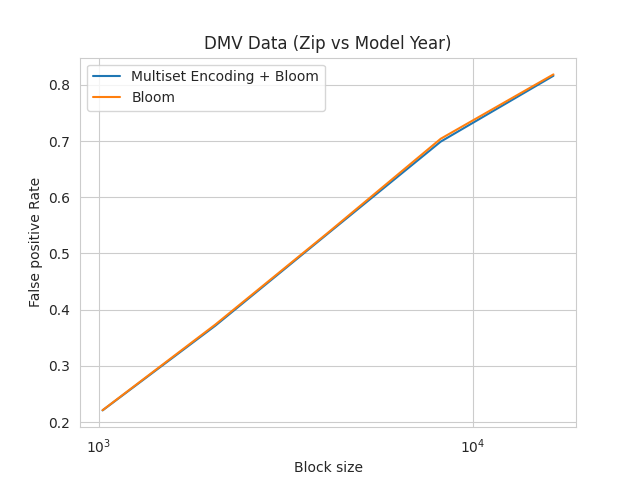 DMV Data (Zip vs Model Year)
Multiset Encoding + Bloom
Bloom
0.8
0.7
0.6
0.5
0.4
0.3
0.2
False positive Rate
10³
10⁴
Block size